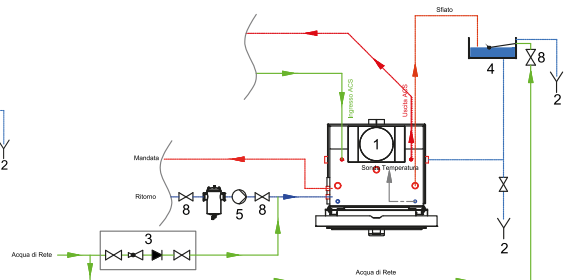 Sfiato
8
4
2
Ingresso ACS
Uscita ACS
1
2
Mandata
Sonda Temperatura
Ritorno
8
5
8
3
2
Acqua di Rete
Acqua di Rete